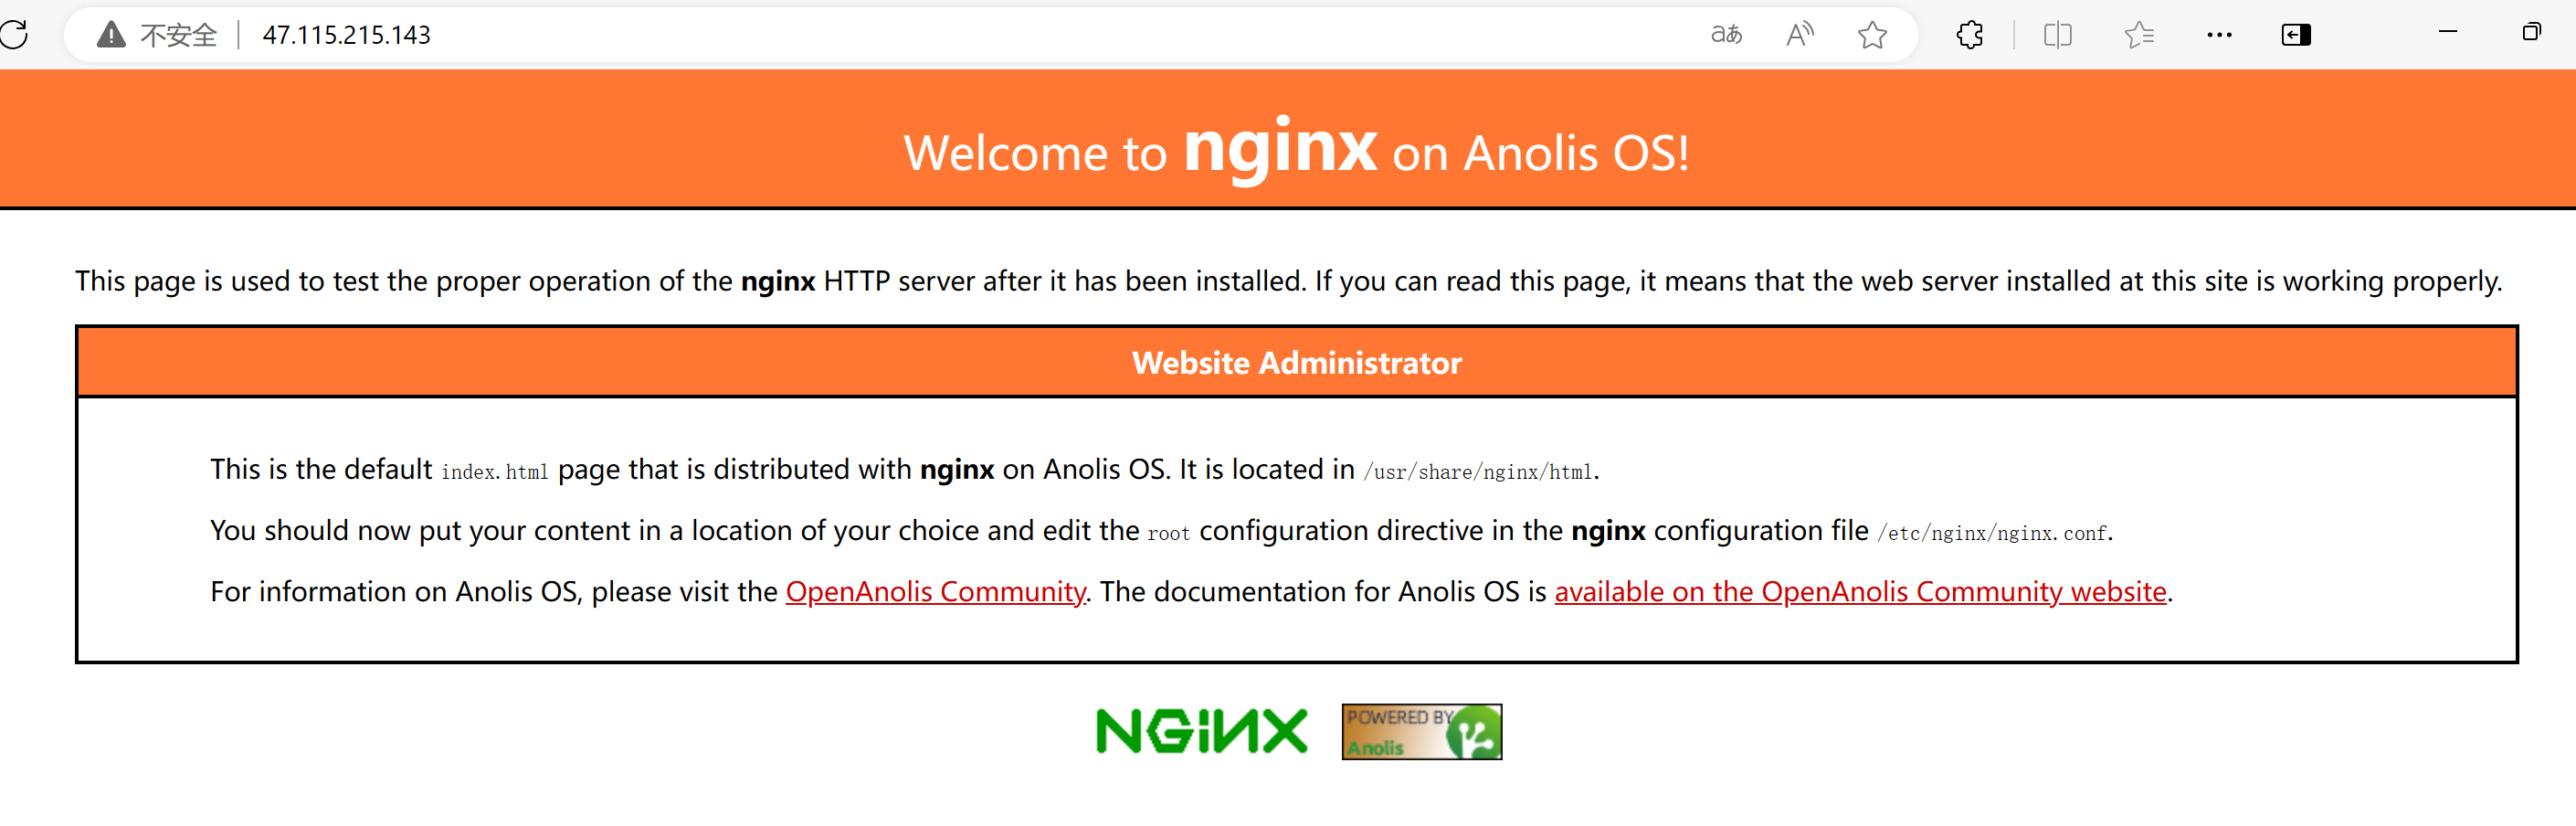 不安全 47.115.215.143 aあ A
Welcome to nginx on Anolis OS!
This page is used to test the proper operation of the nginx HTTP server after it has been installed. If you can read this page, it means that the web server installed at this site is working properly.
Website Administrator
This is the default index.html page that is distributed with nginx on Anolis OS. It is located in /usr/share/nginx/html.
You should now put your content in a location of your choice and edit the root configuration directive in the nginx configuration file /etc/nginx/nginx.conf.
For information on Anolis OS, please visit the OpenAnolis Community. The documentation for Anolis OS is available on the OpenAnolis Community website.
NGINX POWERED BY
Anolis